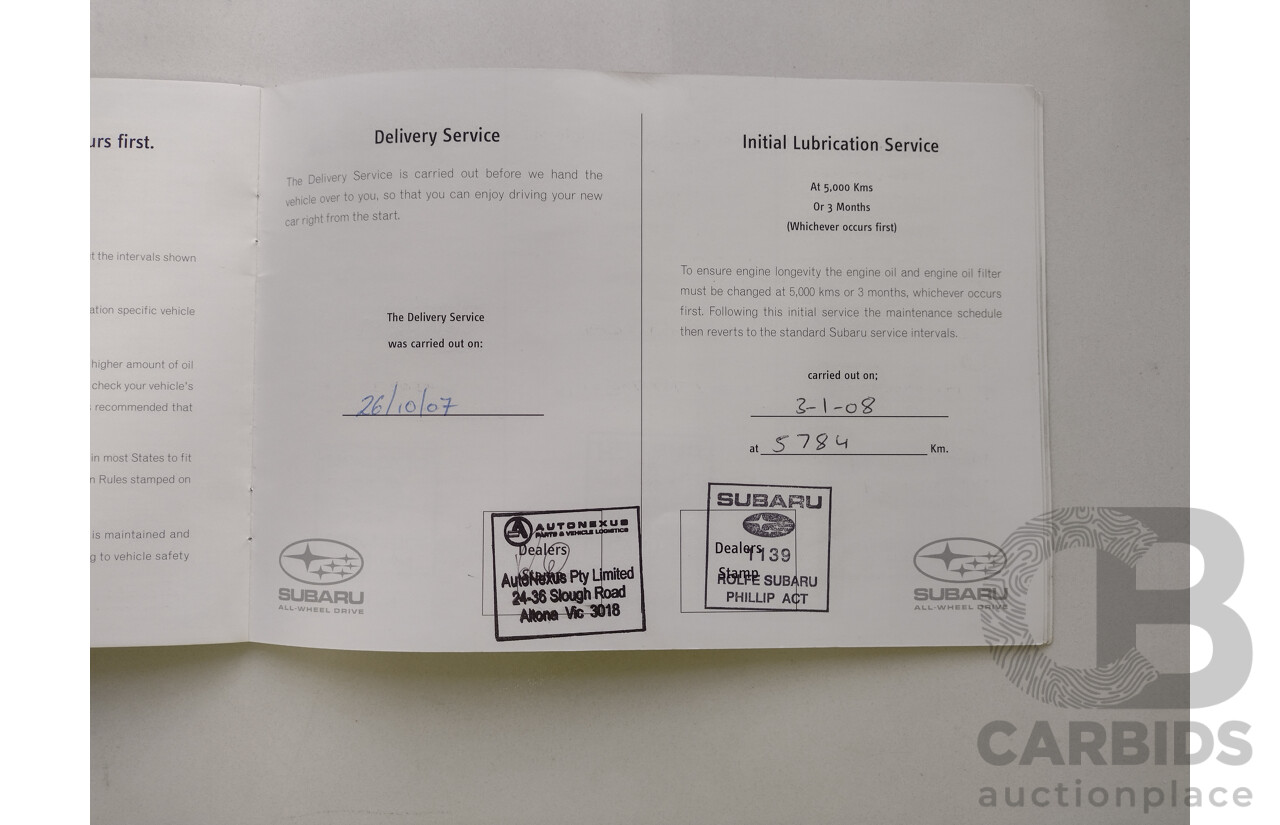 urs first.
t the intervals shown
ation specific vehicle
higher amount of oil
check your vehicle's
recommended that
in most States to fit
n Rules stamped on
is maintained and
g to vehicle safety
Delivery Service
The Delivery Service is carried out before we hand the
vehicle over to you, so that you can enjoy driving your new
car right from the start.
The Delivery Service
was carried out on:
26/10/07
AUTONEXUS
PARTS & VEHICLE LOGISTICS
Dealers
AutoNexus Pty Limited
24-36 Slough Road
Altona Vic 3018
SUBARU
ALL-WHEEL DRIVE
Initial Lubrication Service
At 5,000 Kms
Or 3 Months
(Whichever occurs first)
To ensure engine longevity the engine oil and engine oil filter
must be changed at 5,000 kms or 3 months, whichever occurs
first. Following this initial service the maintenance schedule
then reverts to the standard Subaru service intervals.
carried out on;
3-1-08
at 5784 Km.
SUBARU
Dealers
1139
Stamp
ROLFE SUBARU
PHILLIP ACT
SUBARU
ALL-WHEEL DRIVE
CB
CARBIDS
auctionplace